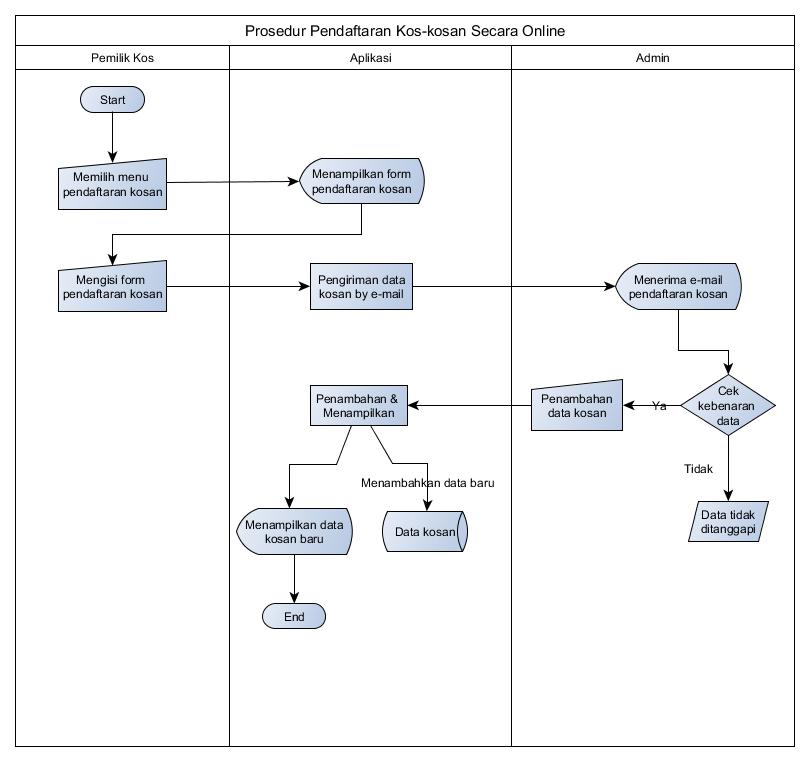 Prosedur Pendaftaran Kos-kosan Secara Online
Pemilik Kos
Aplikasi
Admin
Start
Memilih menu
pendaftaran kosan
Menampilkan form
pendaftaran kosan
Mengisi form
pendaftaran kosan
Pengiriman data
kosan by e-mail
Menerima e-mail
pendaftaran kosan
Cek
kebenaran
data
Ya
Penambahan
data kosan
Penambahan &
Menampilkan
Tidak
Data tidak
ditanggapi
Menambahkan data baru
Menampilkan data
kosan baru
Data kosan
End